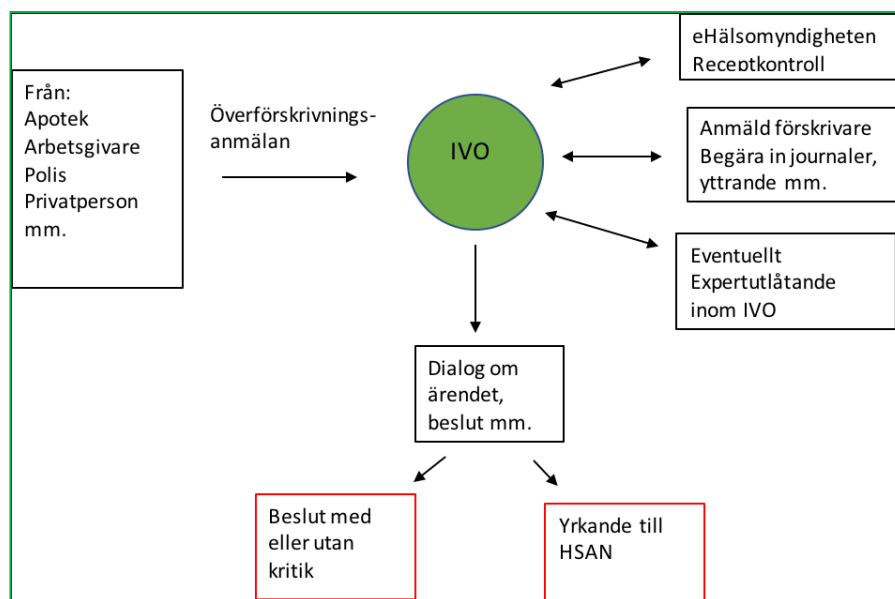 Från:
Apotek
Arbetsgivare
Polis
Privatperson
mm.
Överförskrivnings-
anmälan
IVO
eHälsomyndigheten
Receptkontroll
Anmäld förskrivare
Begära in journaler,
yttrande mm.
Eventuellt
Expertutlåtande
inom IVO
Dialog om
ärendet,
beslut mm.
Beslut med
eller utan
kritik
Yrkande till
HSAN